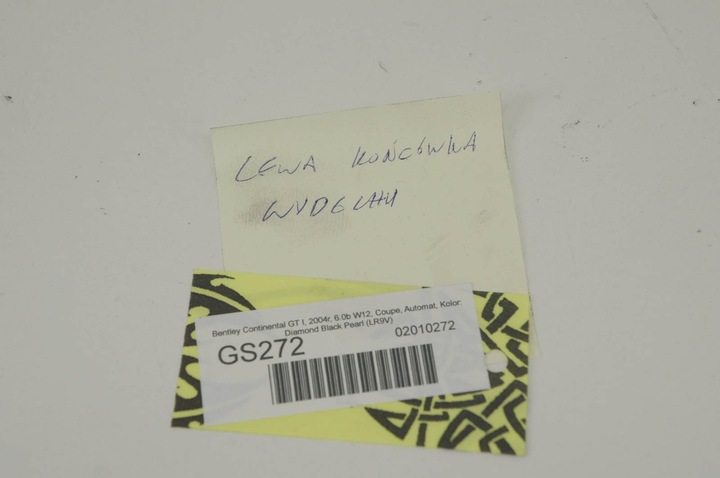 LEWA KOŃCÓWKA
WYDECHU
Bentley Continental GT I, 2004r, 6.0b W12, Coupe, Automat, Kolor:
Diamond Black Pearl (LR9V)
GS272 02010272